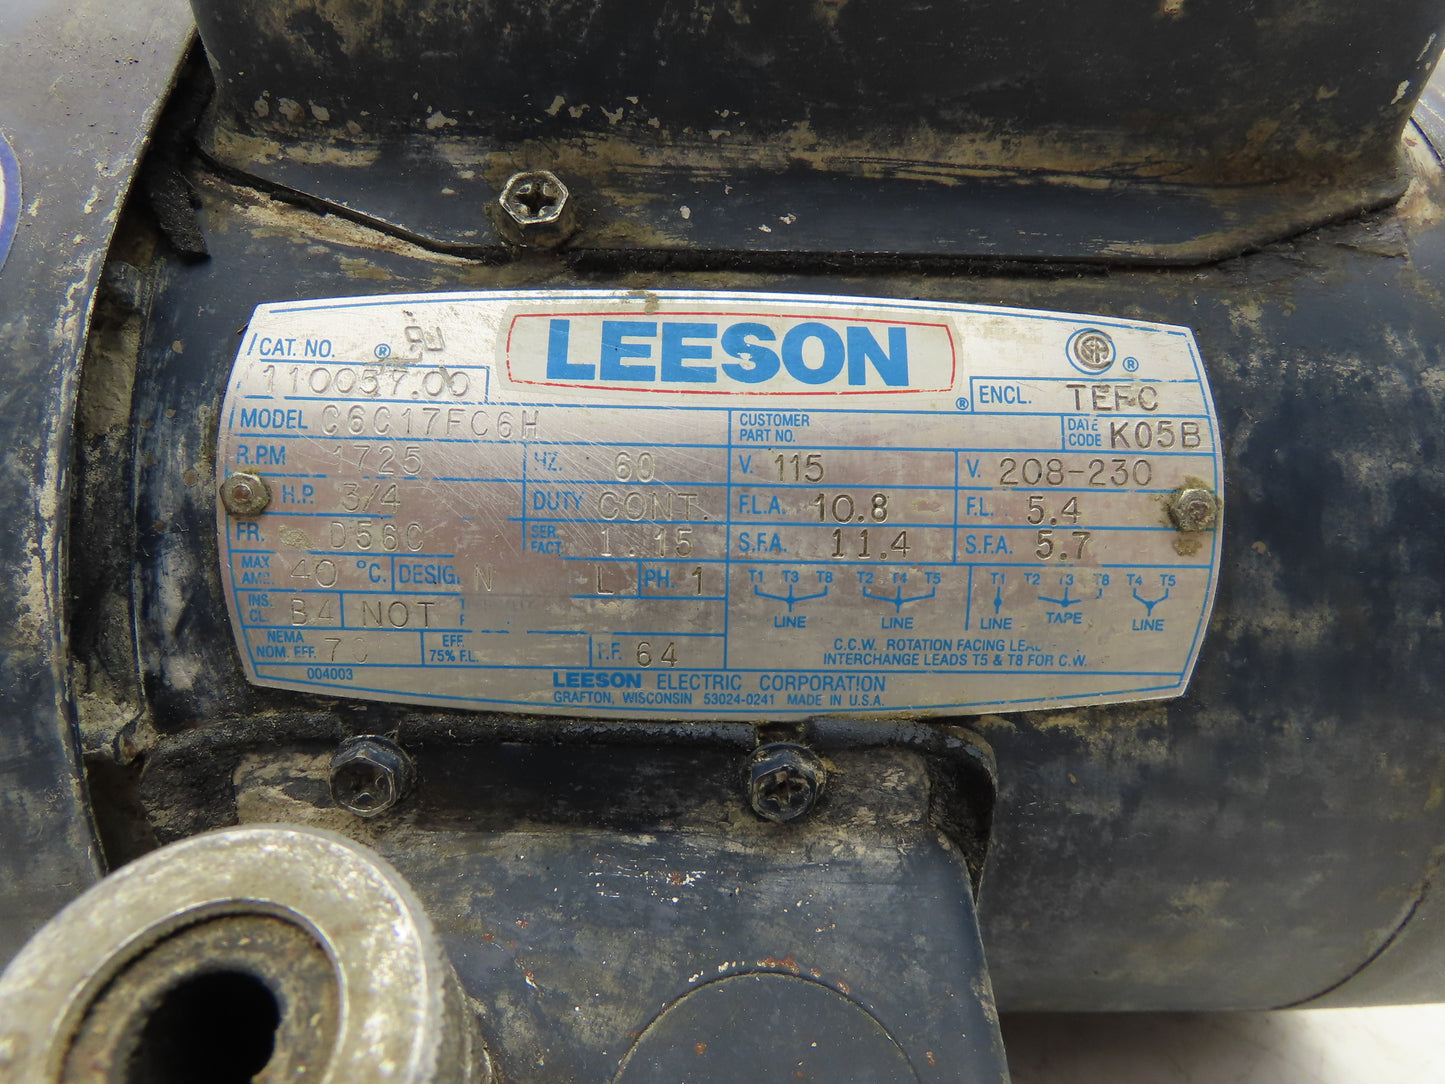 LEESON ®
CAT. NO. ®
110037.00
ENCL. TEFC
MODEL C6C17FC6H
CUSTOMER PART NO.
DATE CODE K05B
R.P.M 1725 HZ. 60 V. 115 V. 208-230
H.P. 3/4 DUTY CONT. F.L.A. 10.8 F.L. 5.4
FR. D56C SER. FACT. 1.15 S.F.A. 11.4 S.F.A. 5.7
MAX AMB. 40 °C. DESIGN L PH. 1
T1 T3 T8 T2 T4 T5 T1 T2 T3 T8 T4 T5
LINE LINE LINE TAPE LINE
INS. CL. B4 NOT
NEMA NOM. EFF. EFF. 75% F.L. P.F. 64
C.C.W. ROTATION FACING
INTERCHANGE LEADS T5 & T8 FOR C.W.
004003
LEESON ELECTRIC CORPORATION
GRAFTON, WISCONSIN 53024-0241 MADE IN U.S.A.